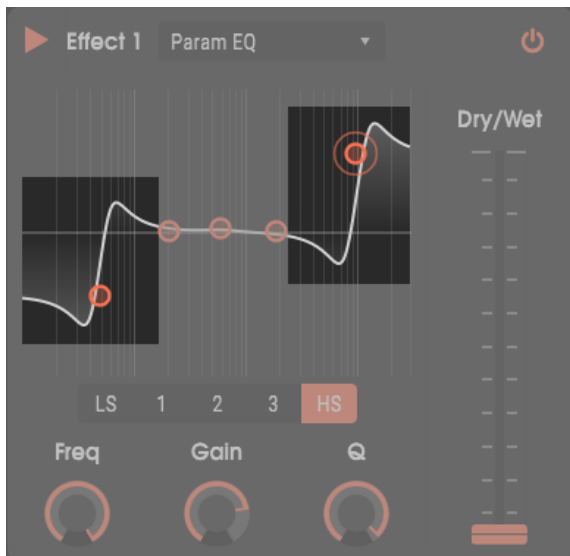 Effect 1 Param EQ
Dry/Wet
LS 1 2 3 HS
Freq Gain Q